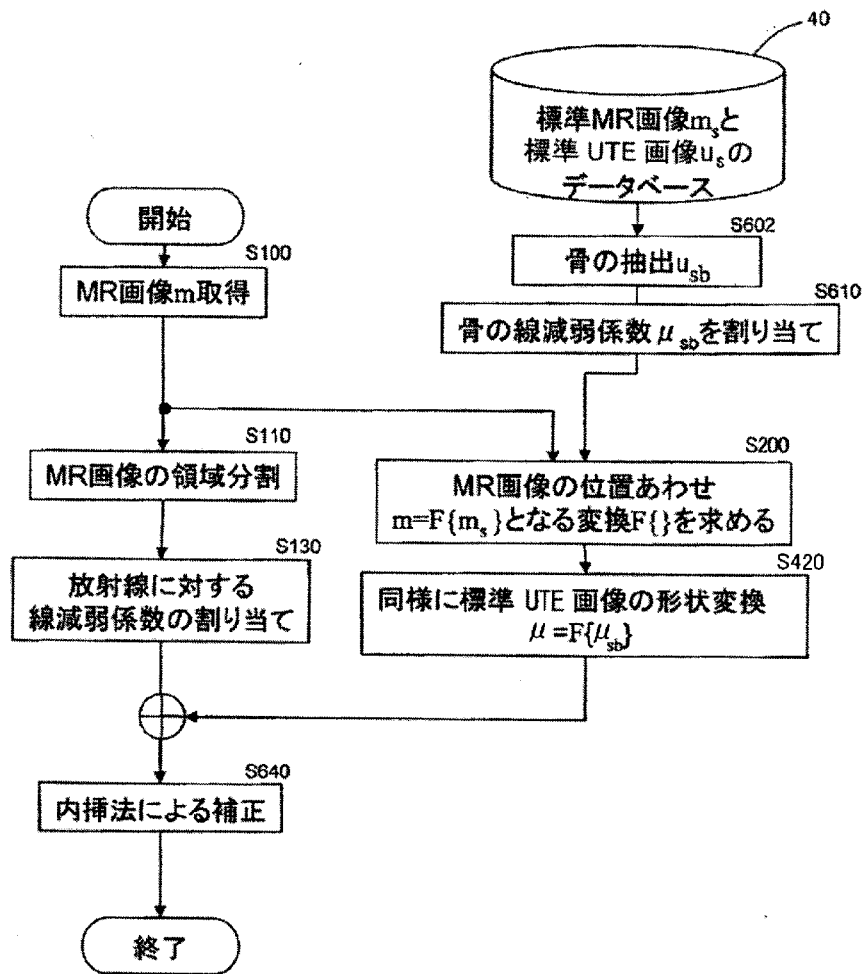 40
標準MR画像mₛと
標準 UTE 画像uₛの
データベース
開始
S100
MR画像m取得
S602
骨の抽出u_sb
S610
骨の線減弱係数μ_sbを割り当て
S110
MR画像の領域分割
S200
MR画像の位置あわせ
m=F{mₛ}となる変換F{}を求める
S130
放射線に対する
線減弱係数の割り当て
S420
同様に標準 UTE 画像の形状変換
μ=F{μ_sb}
S640
内挿法による補正
終了